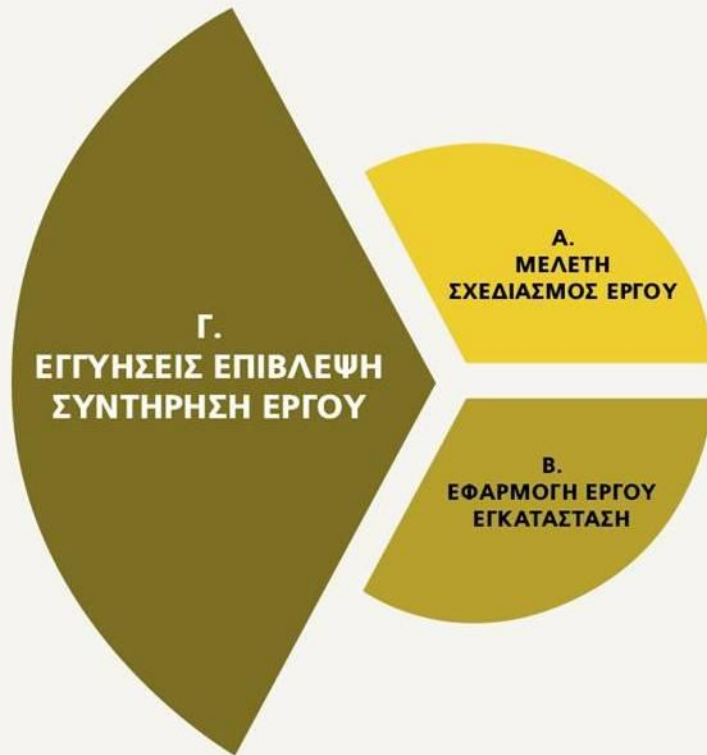 Α.
ΜΕΛΕΤΗ
ΣΧΕΔΙΑΣΜΟΣ ΕΡΓΟΥ
Β.
ΕΦΑΡΜΟΓΗ ΕΡΓΟΥ
ΕΓΚΑΤΑΣΤΑΣΗ
Γ.
ΕΓΓΥΗΣΕΙΣ ΕΠΙΒΛΕΨΗ
ΣΥΝΤΗΡΗΣΗ ΕΡΓΟΥ